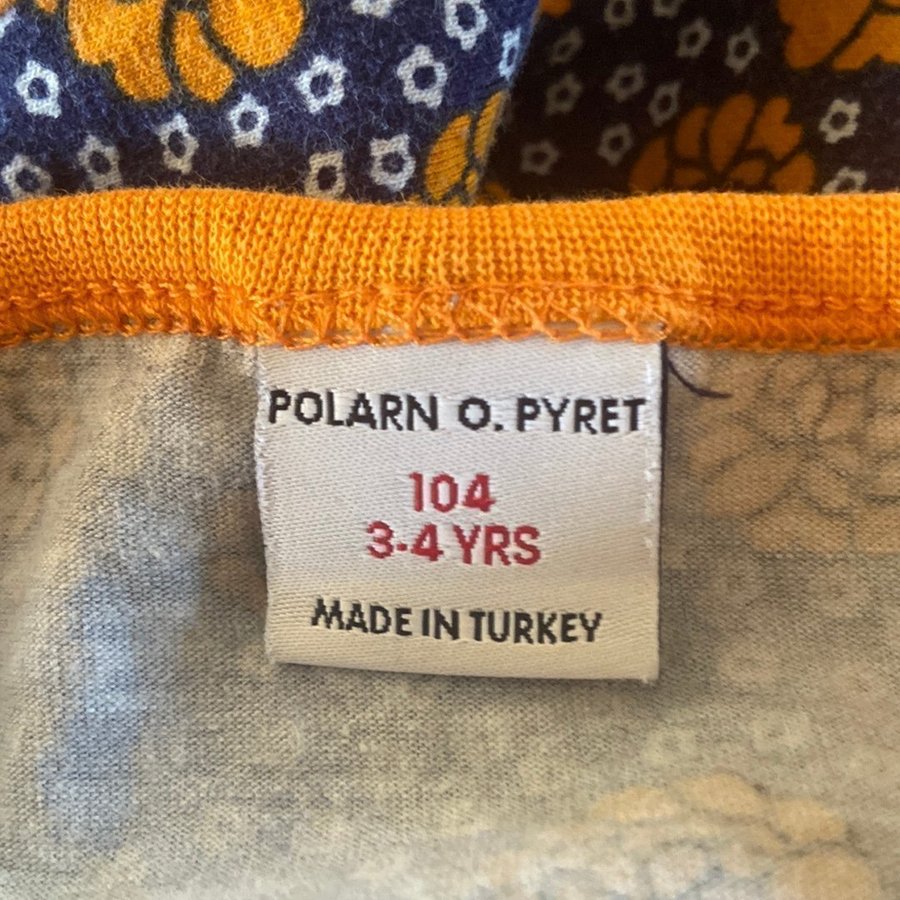 POLARN O. PYRET
104
3-4 YRS
MADE IN TURKEY